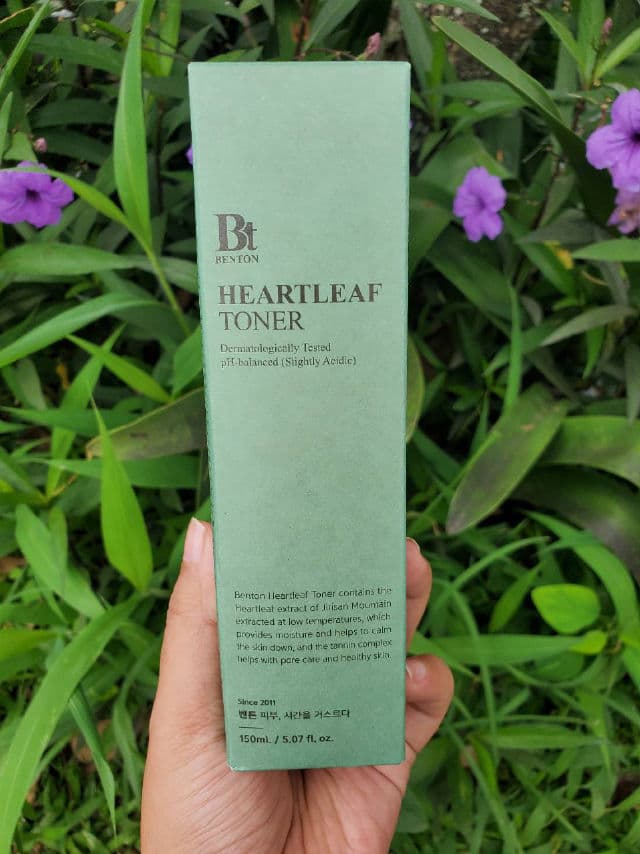 Bt
BENTON
HEARTLEAF
TONER
Dermatologically Tested
pH-balanced (Slightly Acidic)
Benton Heartleaf Toner contains the
heartleaf extract of Jirisan Mountain
extracted at low temperatures, which
provides moisture and helps to calm
the skin down, and the tannin complex
helps with pore care and healthy skin.
Since 2011
벤튼 피부, 시간을 거스르다
150ml. / 5.07 fl. oz.